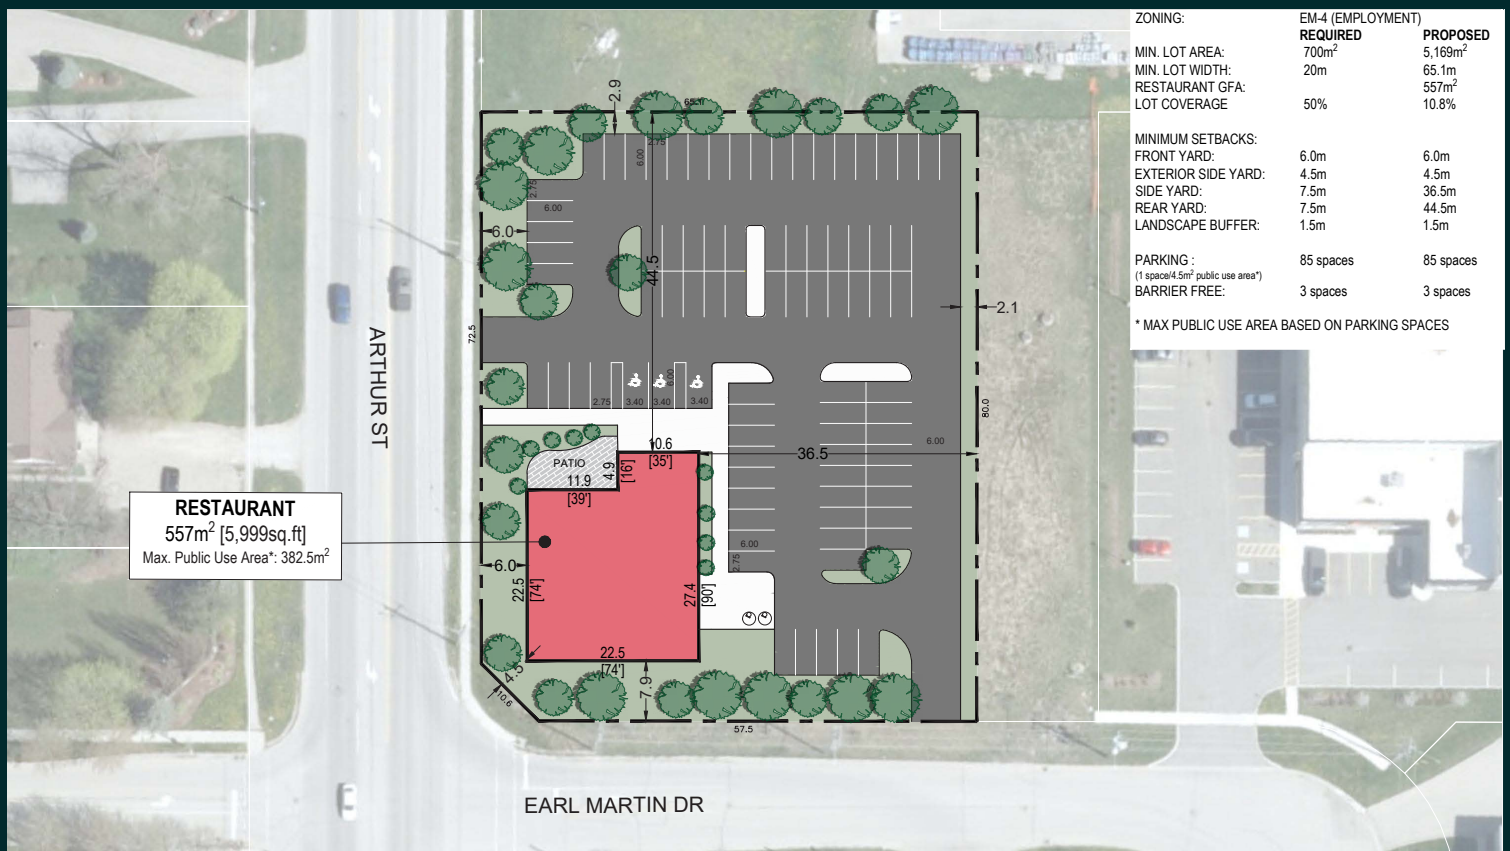 ZONING: EM-4 (EMPLOYMENT)
REQUIRED PROPOSED
MIN. LOT AREA: 700m² 5,169m²
MIN. LOT WIDTH: 20m 65.1m
RESTAURANT GFA: 557m²
LOT COVERAGE 50% 10.8%
MINIMUM SETBACKS:
FRONT YARD: 6.0m 6.0m
EXTERIOR SIDE YARD: 4.5m 4.5m
SIDE YARD: 7.5m 36.5m
REAR YARD: 7.5m 44.5m
LANDSCAPE BUFFER: 1.5m 1.5m
PARKING : 85 spaces 85 spaces
(1 space/4.5m² public use area*)
BARRIER FREE: 3 spaces 3 spaces
* MAX PUBLIC USE AREA BASED ON PARKING SPACES
2.9
65.1
2.75
6.00
2.75
6.00
6.0
44.5
2.1
72.5
ARTHUR ST
6.00
2.75 3.40 3.40 3.40
80.0
6.00
10.6
[35']
36.5
PATIO
4.9
[16']
11.9
[39']
RESTAURANT
557m² [5,999sq.ft]
Max. Public Use Area*: 382.5m²
6.0
22.5
[74']
27.4
[90']
6.00
2.75
22.5
[74']
4.5
10.6
7.9
57.5
EARL MARTIN DR